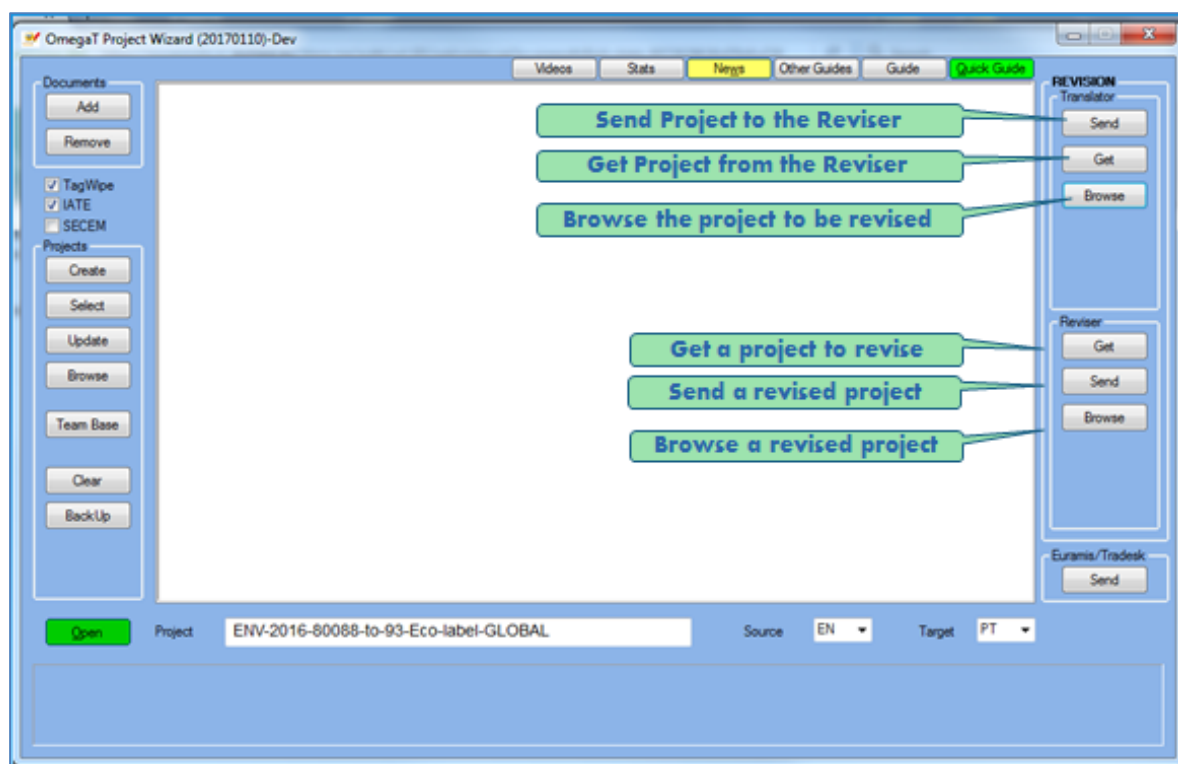 OmegaT Project Wizard (20170110)-Dev
Videos Stats News Other Guides Guide Quick Guide
Documents
Add
Remove
TagWipe
IATE
SECEM
Projects
Create
Select
Update
Browse
Team Base
Clear
BackUp
Send Project to the Reviser
Get Project from the Reviser
Browse the project to be revised
Get a project to revise
Send a revised project
Browse a revised project
REVISION
Translator
Send
Get
Browse
Reviser
Get
Send
Browse
Euramis/Tradesk
Send
Open Project ENV-2016-80088-to-93-Eco-label-GLOBAL Source EN Target PT